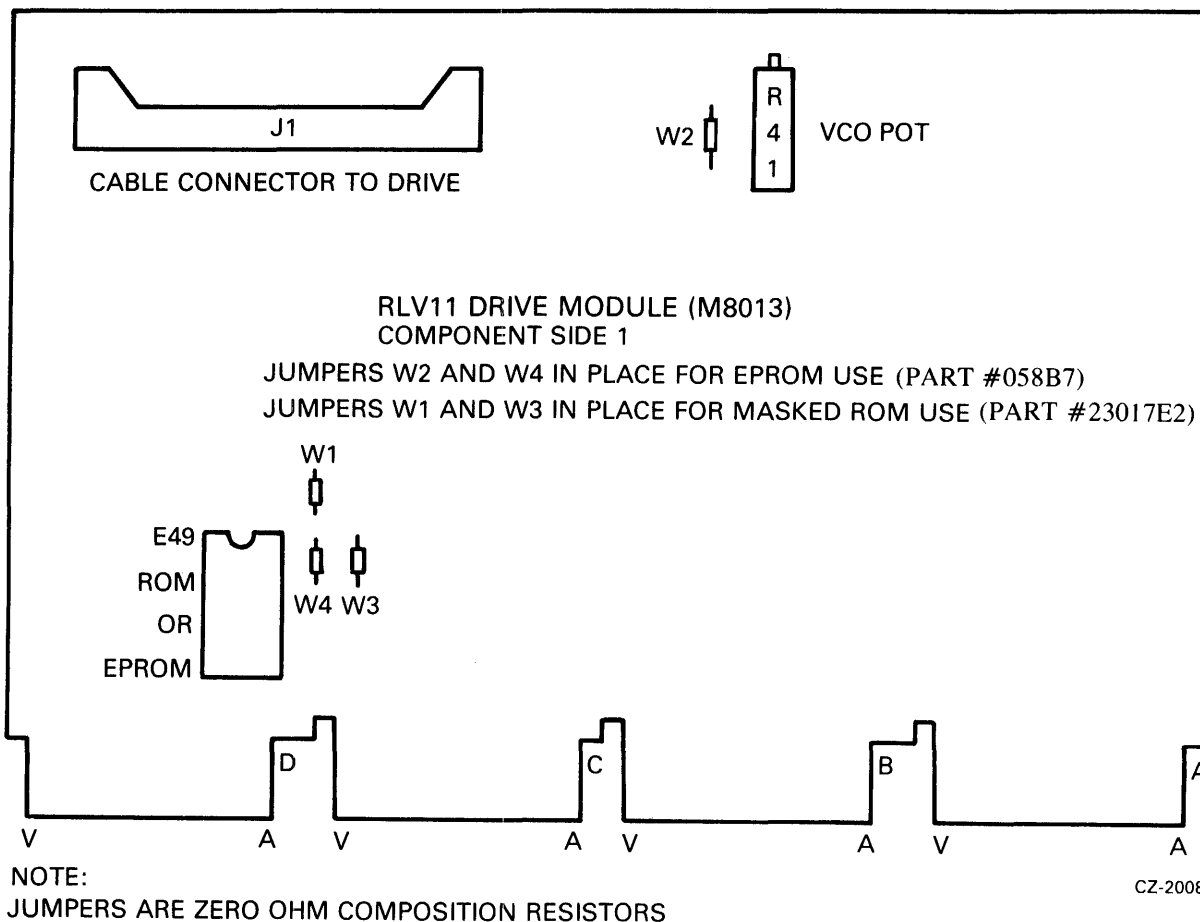 J1
CABLE CONNECTOR TO DRIVE
W2
R
4
1
VCO POT
RLV11 DRIVE MODULE (M8013)
COMPONENT SIDE 1
JUMPERS W2 AND W4 IN PLACE FOR EPROM USE (PART #058B7)
JUMPERS W1 AND W3 IN PLACE FOR MASKED ROM USE (PART #23017E2)
W1
E49
ROM
OR
EPROM
W4 W3
D C B A
V A V A V A V A
NOTE:
JUMPERS ARE ZERO OHM COMPOSITION RESISTORS
CZ-2008